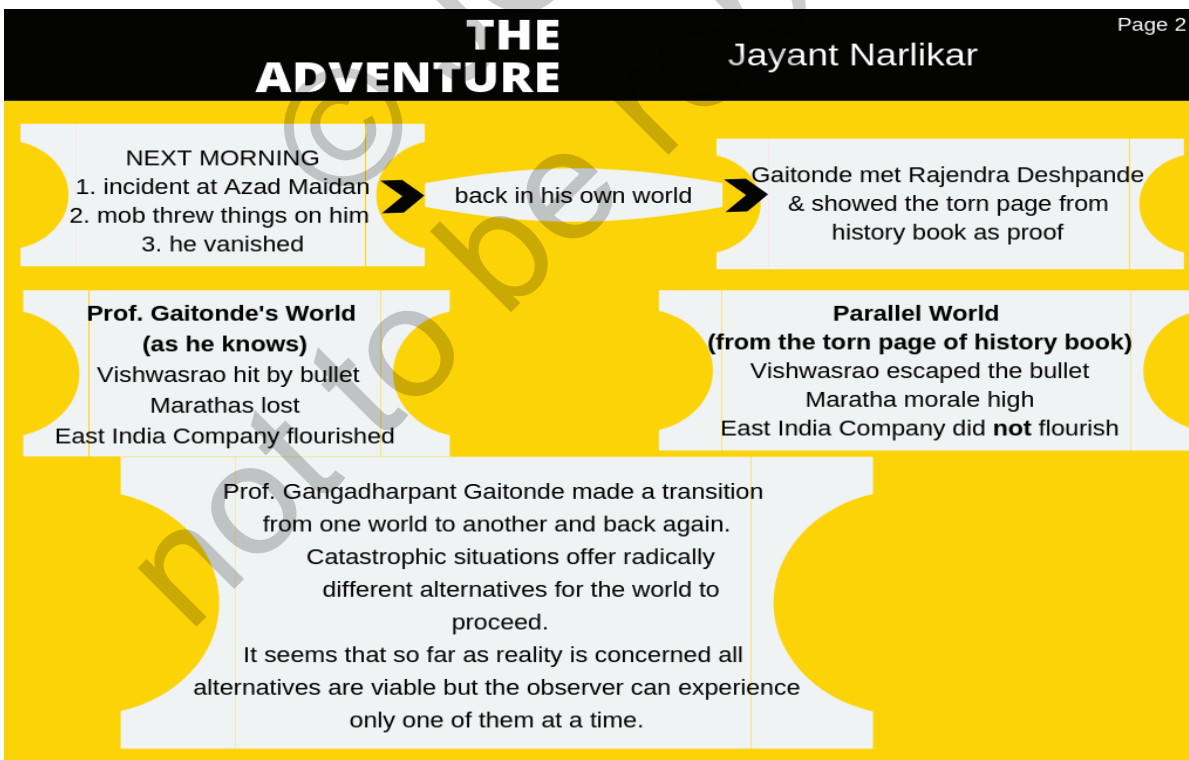 THE
ADVENTURE
Jayant Narlikar
Page 2
NEXT MORNING
1. incident at Azad Maidan
2. mob threw things on him
3. he vanished
back in his own world
Gaitonde met Rajendra Deshpande
& showed the torn page from
history book as proof
Prof. Gaitonde's World
(as he knows)
Vishwasrao hit by bullet
Marathas lost
East India Company flourished
Parallel World
(from the torn page of history book)
Vishwasrao escaped the bullet
Maratha morale high
East India Company did not flourish
Prof. Gangadharpant Gaitonde made a transition
from one world to another and back again.
Catastrophic situations offer radically
different alternatives for the world to
proceed.
It seems that so far as reality is concerned all
alternatives are viable but the observer can experience
only one of them at a time.
©
not to be re